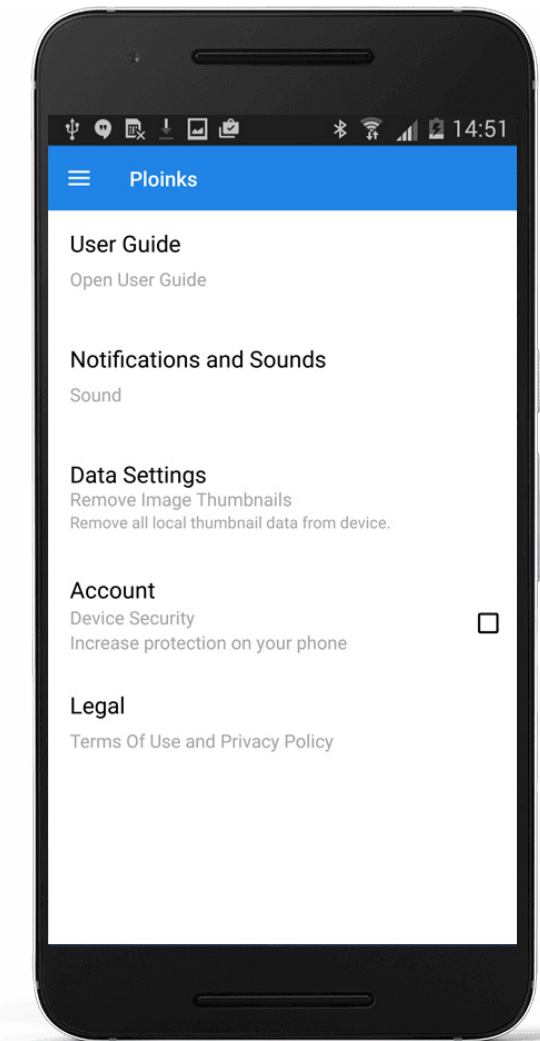 14:51
Ploinks
User Guide
Open User Guide
Notifications and Sounds
Sound
Data Settings
Remove Image Thumbnails
Remove all local thumbnail data from device.
Account
Device Security
Increase protection on your phone
Legal
Terms Of Use and Privacy Policy